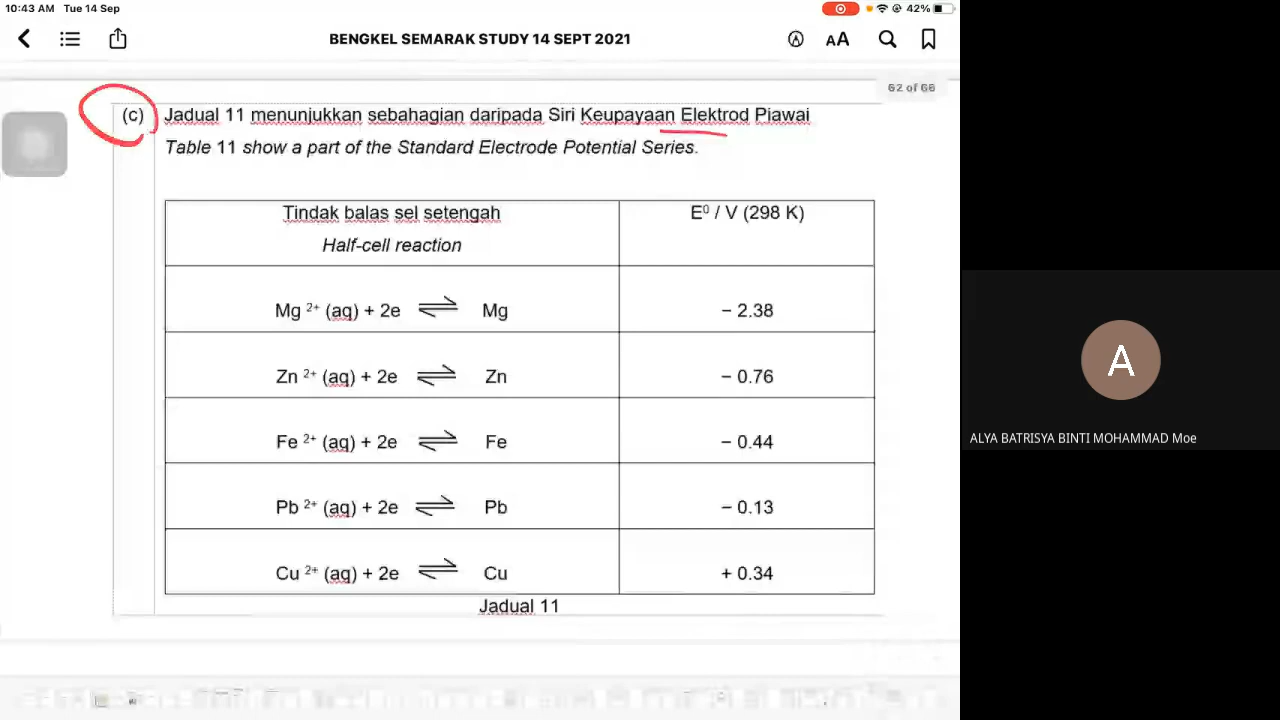 10:43 AM Tue 14 Sep
42%
BENGKEL SEMARAK STUDY 14 SEPT 2021
AA
62 of 66
(c) Jadual 11 menunjukkan sebahagian daripada Siri Keupayaan Elektrod Piawai
Table 11 show a part of the Standard Electrode Potential Series.
Tindak balas sel setengah E⁰ / V (298 K)
Half-cell reaction
Mg ²⁺ (aq) + 2e ⇌ Mg − 2.38
Zn ²⁺ (aq) + 2e ⇌ Zn − 0.76
Fe ²⁺ (aq) + 2e ⇌ Fe − 0.44
Pb ²⁺ (aq) + 2e ⇌ Pb − 0.13
Cu ²⁺ (aq) + 2e ⇌ Cu + 0.34
Jadual 11
A
ALYA BATRISYA BINTI MOHAMMAD Moe